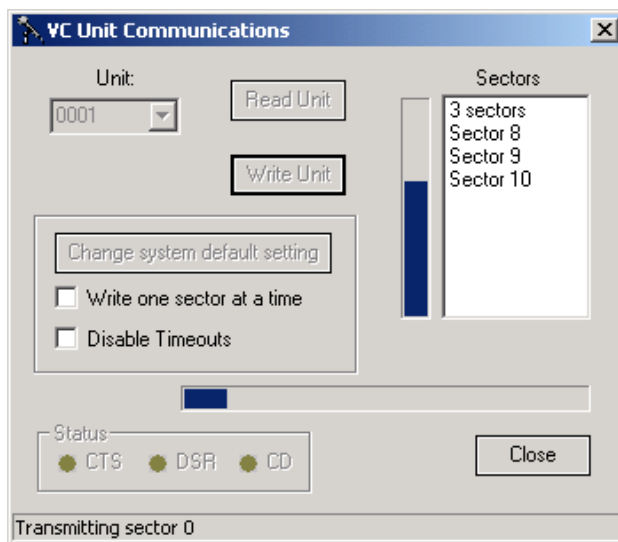 VC Unit Communications
Unit:
0001
Read Unit
Write Unit
Sectors
3 sectors
Sector 8
Sector 9
Sector 10
Change system default setting
Write one sector at a time
Disable Timeouts
Status
CTS DSR CD
Close
Transmitting sector 0